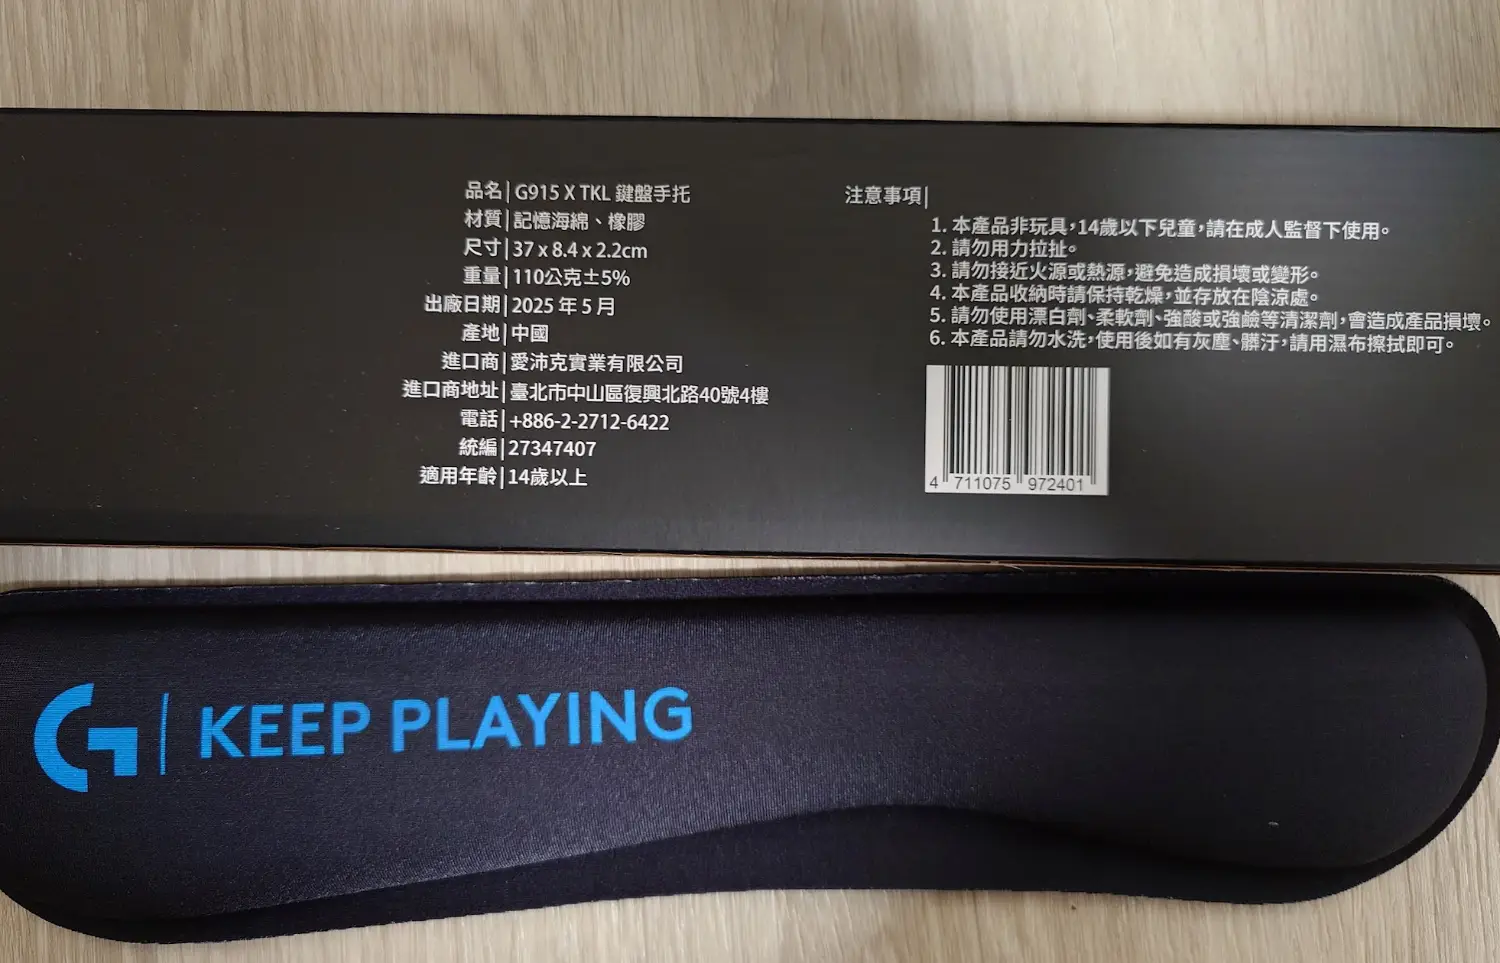 品名|G915 X TKL 鍵盤手托
材質|記憶海綿、橡膠
尺寸|37 x 8.4 x 2.2cm
重量|110公克±5%
出廠日期|2025 年 5 月
產地|中國
進口商|愛沛克實業有限公司
進口商地址|臺北市中山區復興北路40號4樓
電話|+886-2-2712-6422
統編|27347407
適用年齡|14歲以上
注意事項|
1. 本產品非玩具，14歲以下兒童，請在成人監督下使用。
2. 請勿用力拉扯。
3. 請勿接近火源或熱源，避免造成損壞或變形。
4. 本產品收納時請保持乾燥，並存放在陰涼處。
5. 請勿使用漂白劑、柔軟劑、強酸或強鹼等清潔劑，會造成產品損壞。
6. 本產品請勿水洗，使用後如有灰塵、髒汙，請用濕布擦拭即可。
4 711075 972401
G | KEEP PLAYING